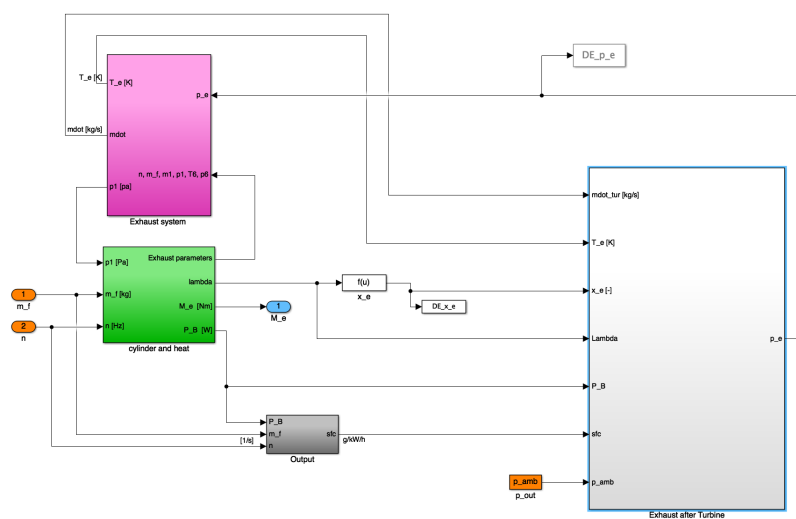 DE_p_e
T_e [K]
T_e [K]
p_e
mdot [kg/s]
mdot
n, m_f, m1, p1, T6, p6
p1 [pa]
Exhaust system
mdot_tur [kg/s]
T_e [K]
p1 [Pa]
Exhaust parameters
lambda
f(u)
x_e
x_e [-]
1
m_f
m_f [kg]
M_e [Nm]
1
M_e
DE_x_e
2
n
n [Hz]
P_B [W]
cylinder and heat
Lambda
p_e
P_B
P_B
m_f
sfc
g/kW/h
sfc
[1/s]
n
Output
p_amb
p_out
p_amb
Exhaust after Turbine